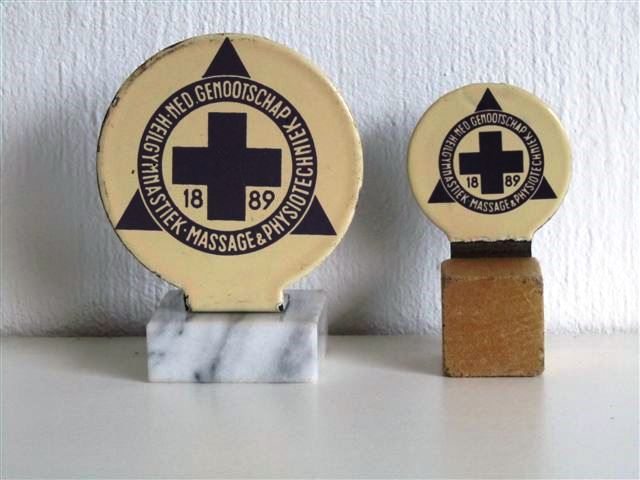 NED. GENOOTSCHAP
HEILGYMNASTIEK · MASSAGE & PHYSIOTECHNIEK
18 89
NED. GENOOTSCHAP
HEILGYMNASTIEK · MASSAGE & PHYSIOTECHNIEK
18 89